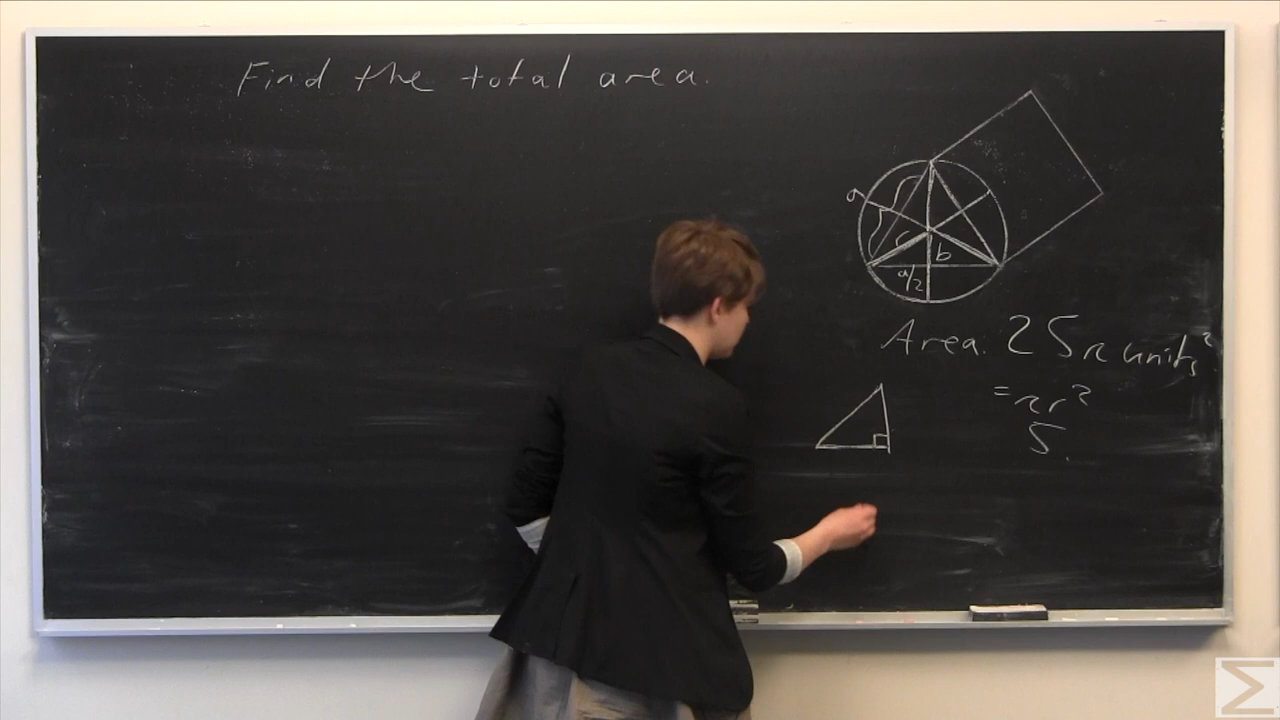 Find the total area.
a
c
b
a/2
Area: 25π units²
= πr²
5
Σ